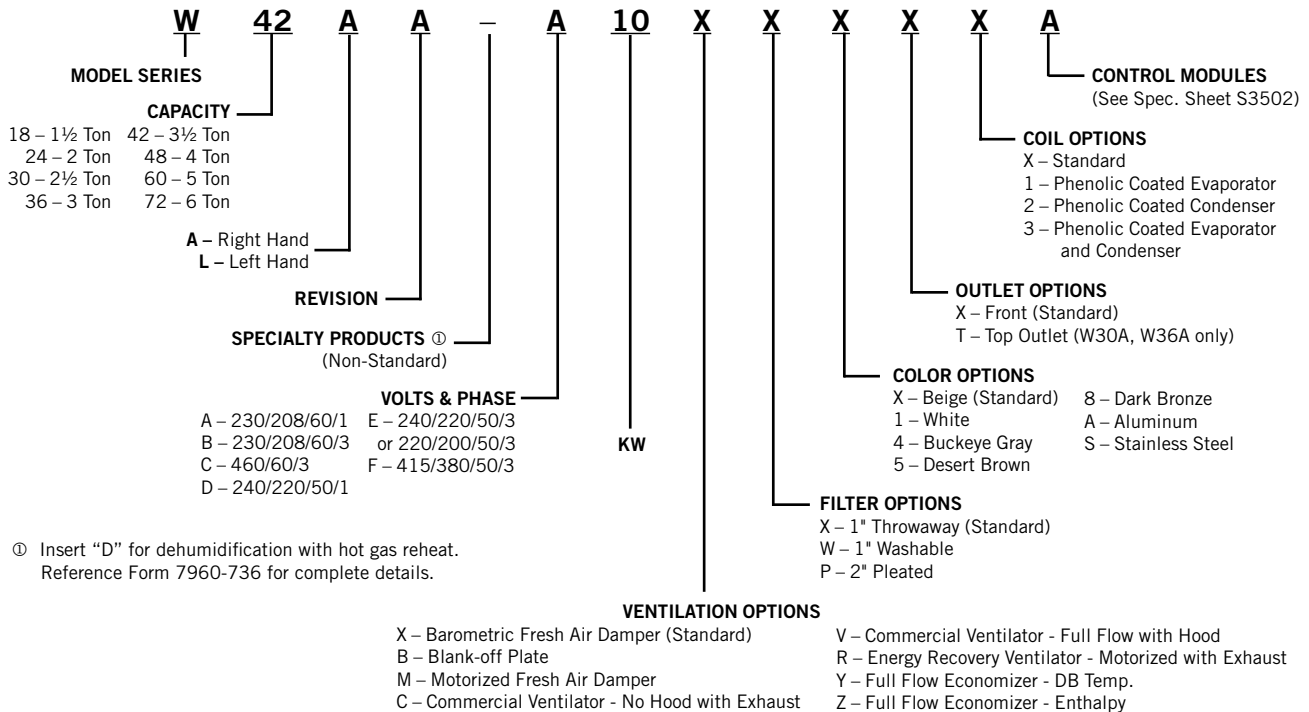 W 42 A A – A 10 X X X X X A
MODEL SERIES
CAPACITY
18 – 1½ Ton 42 – 3½ Ton
24 – 2 Ton 48 – 4 Ton
30 – 2½ Ton 60 – 5 Ton
36 – 3 Ton 72 – 6 Ton
A – Right Hand
L – Left Hand
REVISION
SPECIALTY PRODUCTS ①
(Non-Standard)
VOLTS & PHASE
A – 230/208/60/1
B – 230/208/60/3
C – 460/60/3
D – 240/220/50/1
E – 240/220/50/3
or 220/200/50/3
F – 415/380/50/3
KW
CONTROL MODULES
(See Spec. Sheet S3502)
COIL OPTIONS
X – Standard
1 – Phenolic Coated Evaporator
2 – Phenolic Coated Condenser
3 – Phenolic Coated Evaporator
and Condenser
OUTLET OPTIONS
X – Front (Standard)
T – Top Outlet (W30A, W36A only)
COLOR OPTIONS
X – Beige (Standard)
1 – White
4 – Buckeye Gray
5 – Desert Brown
8 – Dark Bronze
A – Aluminum
S – Stainless Steel
FILTER OPTIONS
X – 1" Throwaway (Standard)
W – 1" Washable
P – 2" Pleated
① Insert “D” for dehumidification with hot gas reheat.
Reference Form 7960-736 for complete details.
VENTILATION OPTIONS
X – Barometric Fresh Air Damper (Standard)
B – Blank-off Plate
M – Motorized Fresh Air Damper
C – Commercial Ventilator - No Hood with Exhaust
V – Commercial Ventilator - Full Flow with Hood
R – Energy Recovery Ventilator - Motorized with Exhaust
Y – Full Flow Economizer - DB Temp.
Z – Full Flow Economizer - Enthalpy